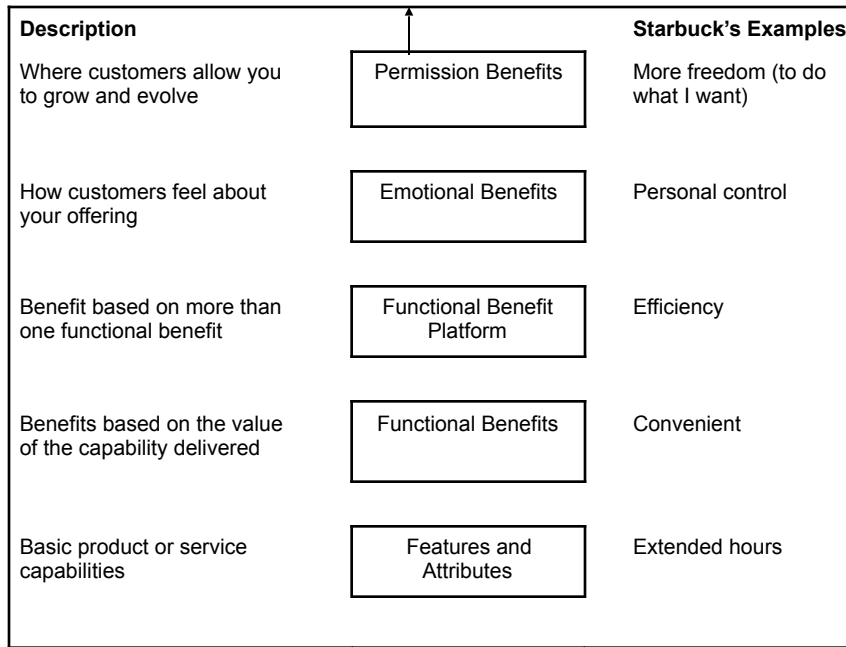 Description
Starbuck's Examples
Where customers allow you
to grow and evolve
Permission Benefits
More freedom (to do
what I want)
How customers feel about
your offering
Emotional Benefits
Personal control
Benefit based on more than
one functional benefit
Functional Benefit
Platform
Efficiency
Benefits based on the value
of the capability delivered
Functional Benefits
Convenient
Basic product or service
capabilities
Features and
Attributes
Extended hours